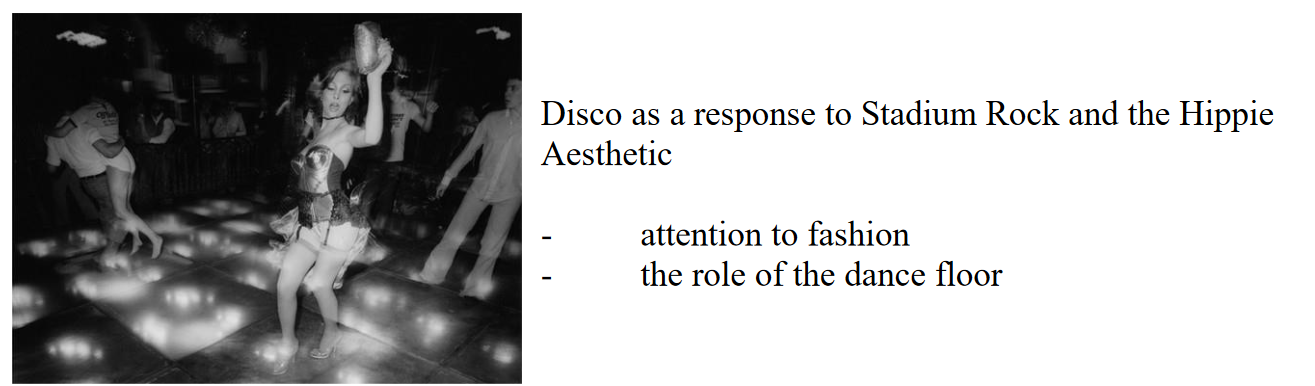 Disco as a response to Stadium Rock and the Hippie
Aesthetic
- attention to fashion
- the role of the dance floor